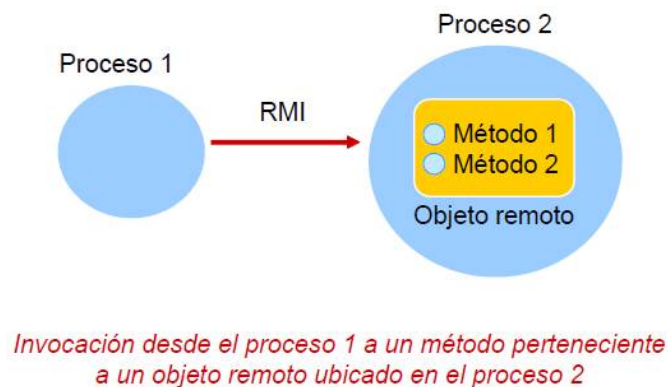 Proceso 2
Proceso 1
RMI
Método 1
Método 2
Objeto remoto
Invocación desde el proceso 1 a un método perteneciente
a un objeto remoto ubicado en el proceso 2